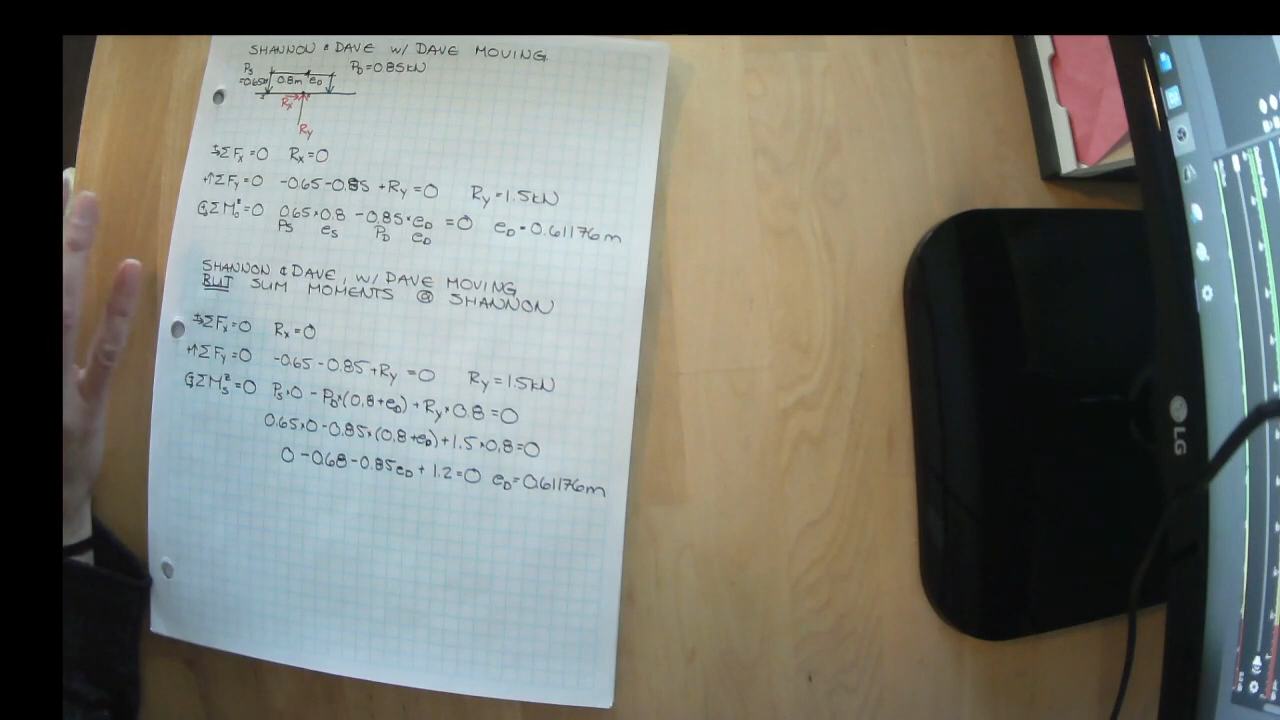 SHANNON & DAVE W/ DAVE MOVING
PS =0.65kN 0.8m eD PD=0.85kN
Rx
Ry
ΣFx=0 Rx=0
+↑ΣFy=0 -0.65-0.85+Ry=0 Ry=1.5kN
ΣM =0 0.65×0.8 -0.85×eD =0 eD=0.61176m
PS eS PD eD
SHANNON & DAVE, W/ DAVE MOVING
BUT SUM MOMENTS @ SHANNON
ΣFx=0 Rx=0
+↑ΣFy=0 -0.65-0.85+Ry=0 Ry=1.5kN
ΣMS=0 PS×0 - PD×(0.8+eD)+Ry×0.8=0
0.65×0-0.85×(0.8+eD)+1.5×0.8=0
0-0.68-0.85eD+1.2=0 eD=0.61176m
LG